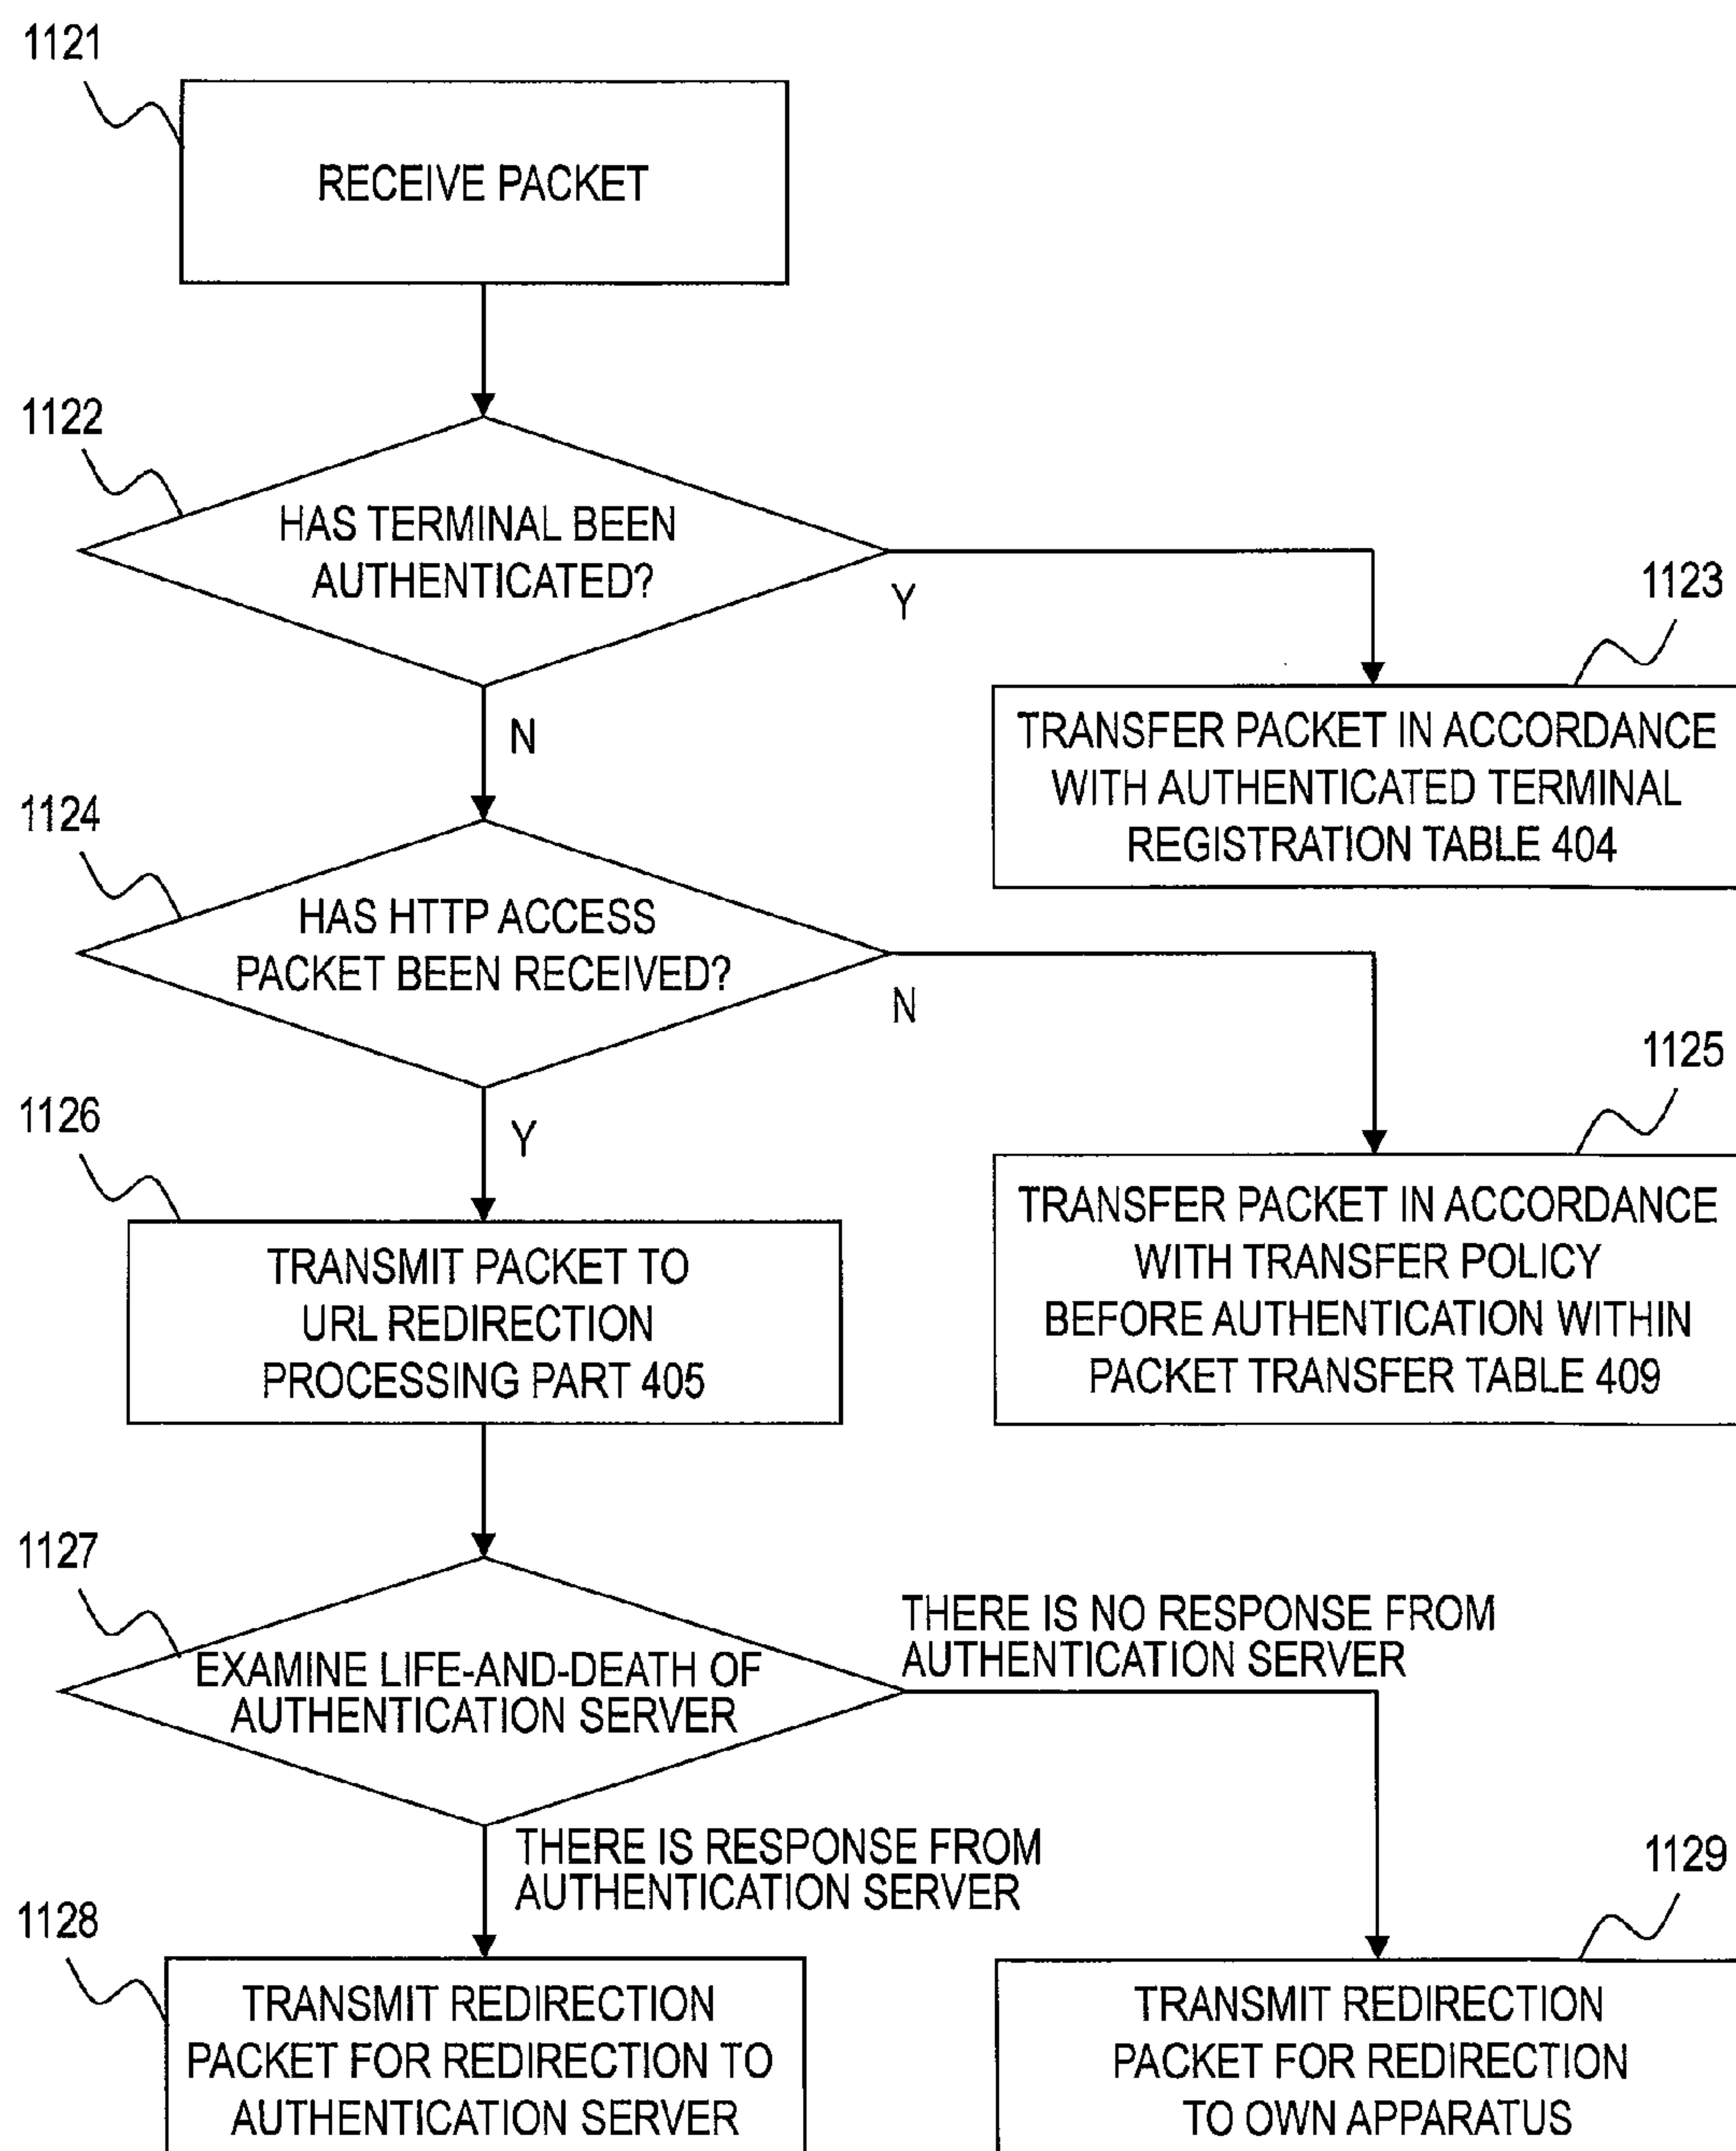 1121
RECEIVE PACKET
1122
HAS TERMINAL BEEN
AUTHENTICATED?
Y
1123
TRANSFER PACKET IN ACCORDANCE
WITH AUTHENTICATED TERMINAL
REGISTRATION TABLE 404
N
1124
HAS HTTP ACCESS
PACKET BEEN RECEIVED?
N
1125
TRANSFER PACKET IN ACCORDANCE
WITH TRANSFER POLICY
BEFORE AUTHENTICATION WITHIN
PACKET TRANSFER TABLE 409
Y
1126
TRANSMIT PACKET TO
URL REDIRECTION
PROCESSING PART 405
1127
EXAMINE LIFE-AND-DEATH OF
AUTHENTICATION SERVER
THERE IS NO RESPONSE FROM
AUTHENTICATION SERVER
THERE IS RESPONSE FROM
AUTHENTICATION SERVER
1128
TRANSMIT REDIRECTION
PACKET FOR REDIRECTION TO
AUTHENTICATION SERVER
1129
TRANSMIT REDIRECTION
PACKET FOR REDIRECTION
TO OWN APPARATUS